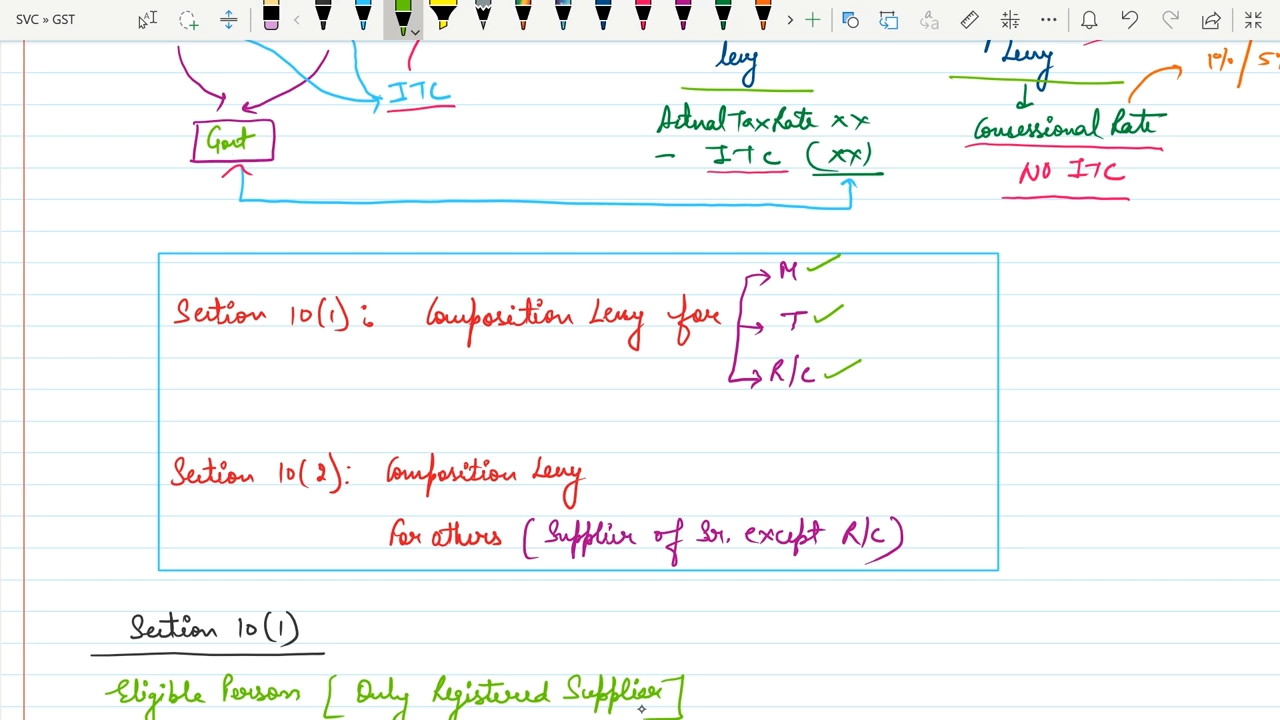 SVC » GST
levy
Levy
1% / 5%
ITC
Govt
Actual Tax Rate xx
- ITC (xx)
Concessional Rate
NO ITC
Section 10(1): Composition Levy for
M
T
R/C
Section 10(2): Composition Levy
For others (Supplier of Sr. except R/C)
Section 10(1)
Eligible Person [Only Registered Supplier]